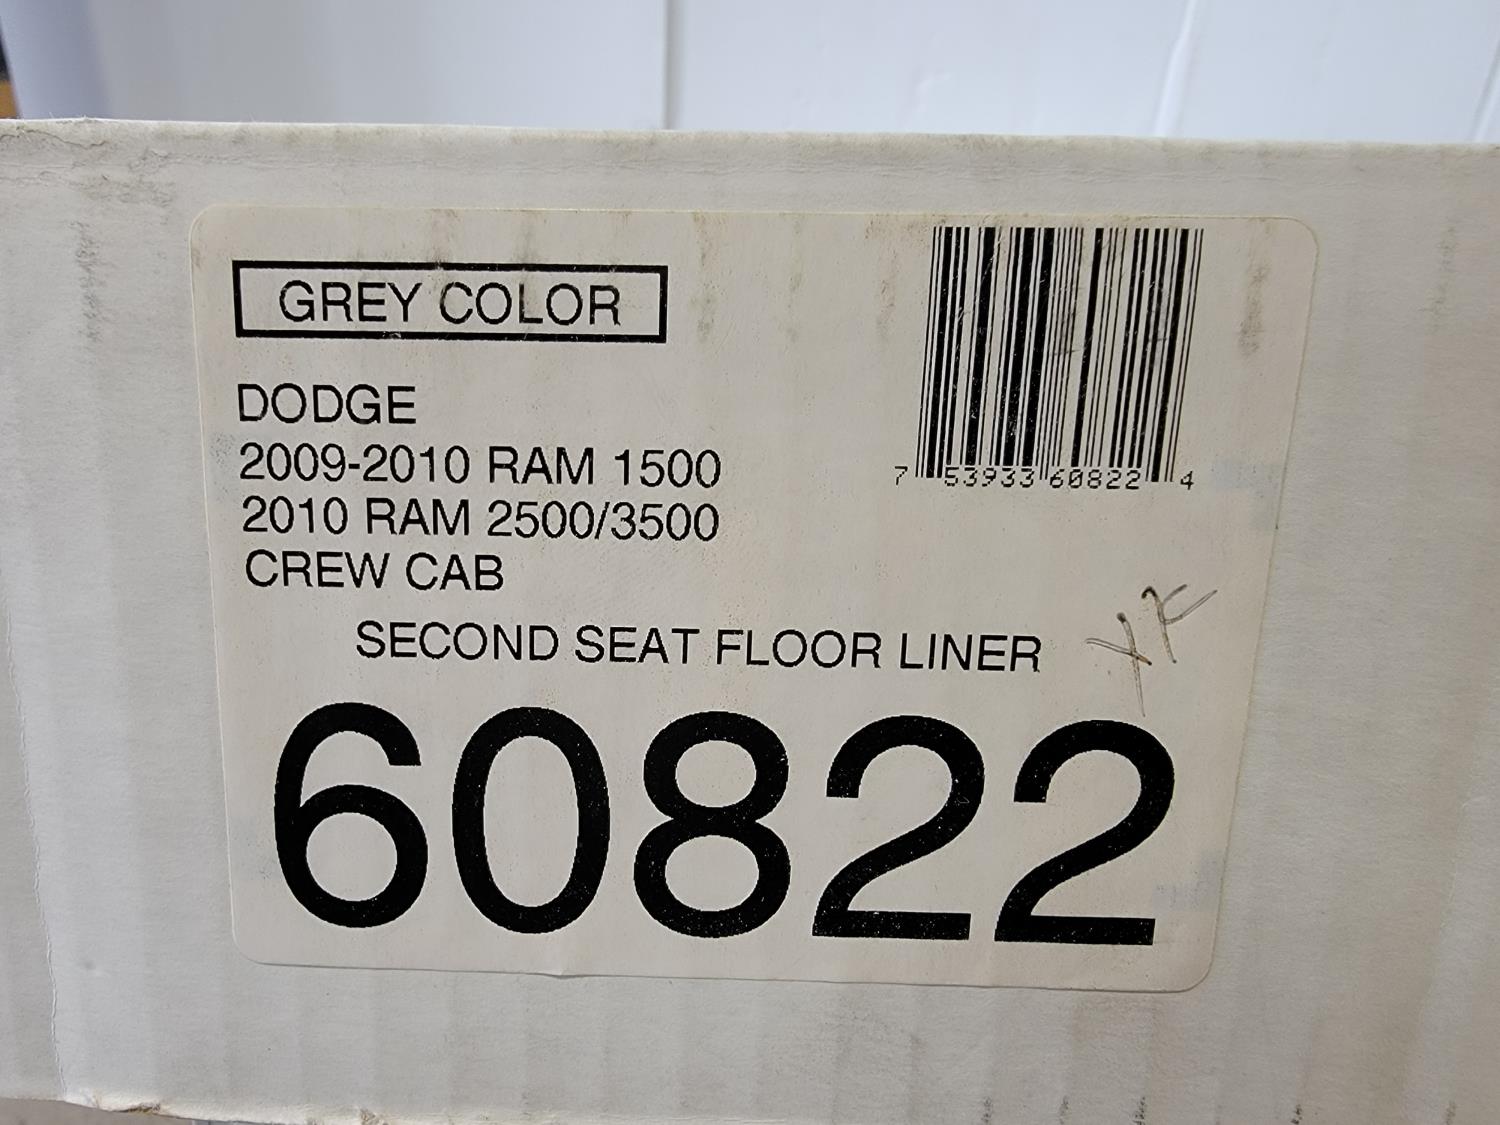 GREY COLOR
DODGE
2009-2010 RAM 1500
2010 RAM 2500/3500
CREW CAB
SECOND SEAT FLOOR LINER
60822
7 53933 60822 4